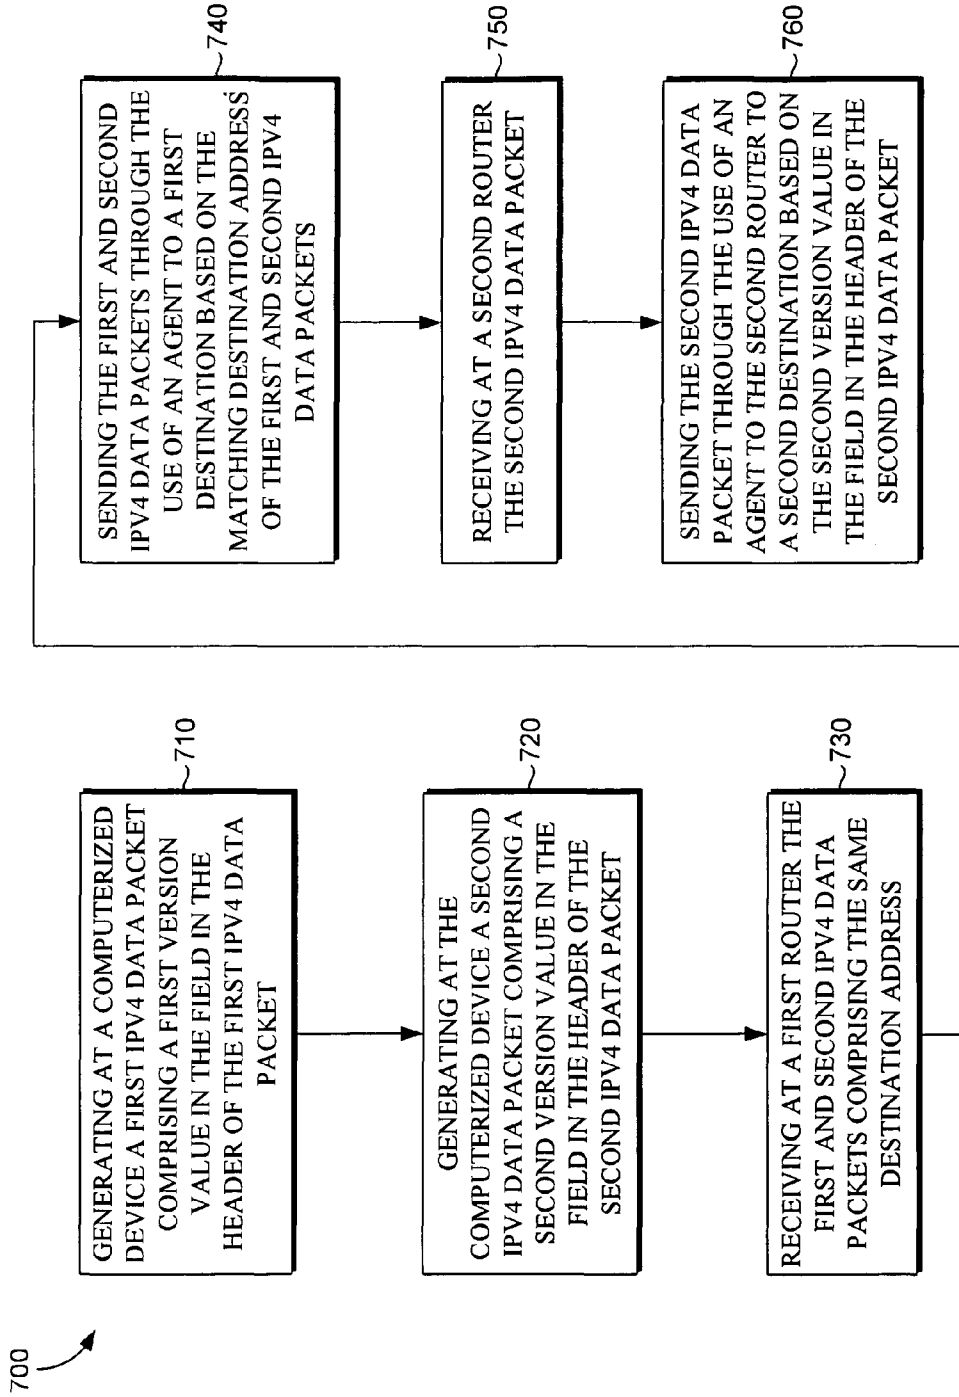 700
GENERATING AT A COMPUTERIZED
DEVICE A FIRST IPV4 DATA PACKET
COMPRISING A FIRST VERSION
VALUE IN THE FIELD IN THE
HEADER OF THE FIRST IPV4 DATA
PACKET
710
GENERATING AT THE
COMPUTERIZED DEVICE A SECOND
IPV4 DATA PACKET COMPRISING A
SECOND VERSION VALUE IN THE
FIELD IN THE HEADER OF THE
SECOND IPV4 DATA PACKET
720
RECEIVING AT A FIRST ROUTER THE
FIRST AND SECOND IPV4 DATA
PACKETS COMPRISING THE SAME
DESTINATION ADDRESS
730
SENDING THE FIRST AND SECOND
IPV4 DATA PACKETS THROUGH THE
USE OF AN AGENT TO A FIRST
DESTINATION BASED ON THE
MATCHING DESTINATION ADDRESS
OF THE FIRST AND SECOND IPV4
DATA PACKETS
740
RECEIVING AT A SECOND ROUTER
THE SECOND IPV4 DATA PACKET
750
SENDING THE SECOND IPV4 DATA
PACKET THROUGH THE USE OF AN
AGENT TO THE SECOND ROUTER TO
A SECOND DESTINATION BASED ON
THE SECOND VERSION VALUE IN
THE FIELD IN THE HEADER OF THE
SECOND IPV4 DATA PACKET
760